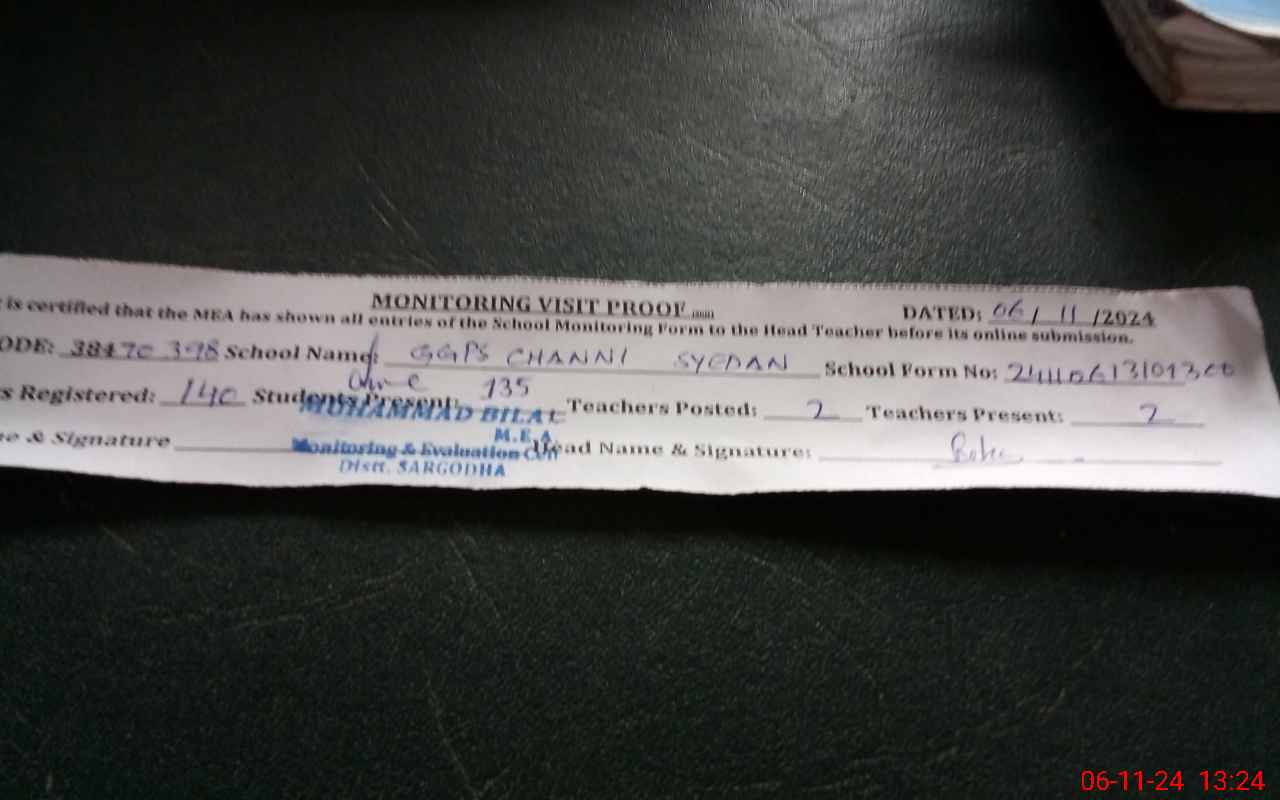 MONITORING VISIT PROOF DATED: 06/11/2024
is certified that the MEA has shown all entries of the School Monitoring Form to the Head Teacher before its online submission.
ODE: 38470398 School Name: GGPS CHANNI SYEDAN School Form No:
s Registered: 140 Students Present: 135 Teachers Posted: 2 Teachers Present: 2
MUHAMMAD BILAL
M.E.A
e & Signature Head Name & Signature:
Monitoring & Evaluation Cell
Distt. SARGODHA
06-11-24 13:24